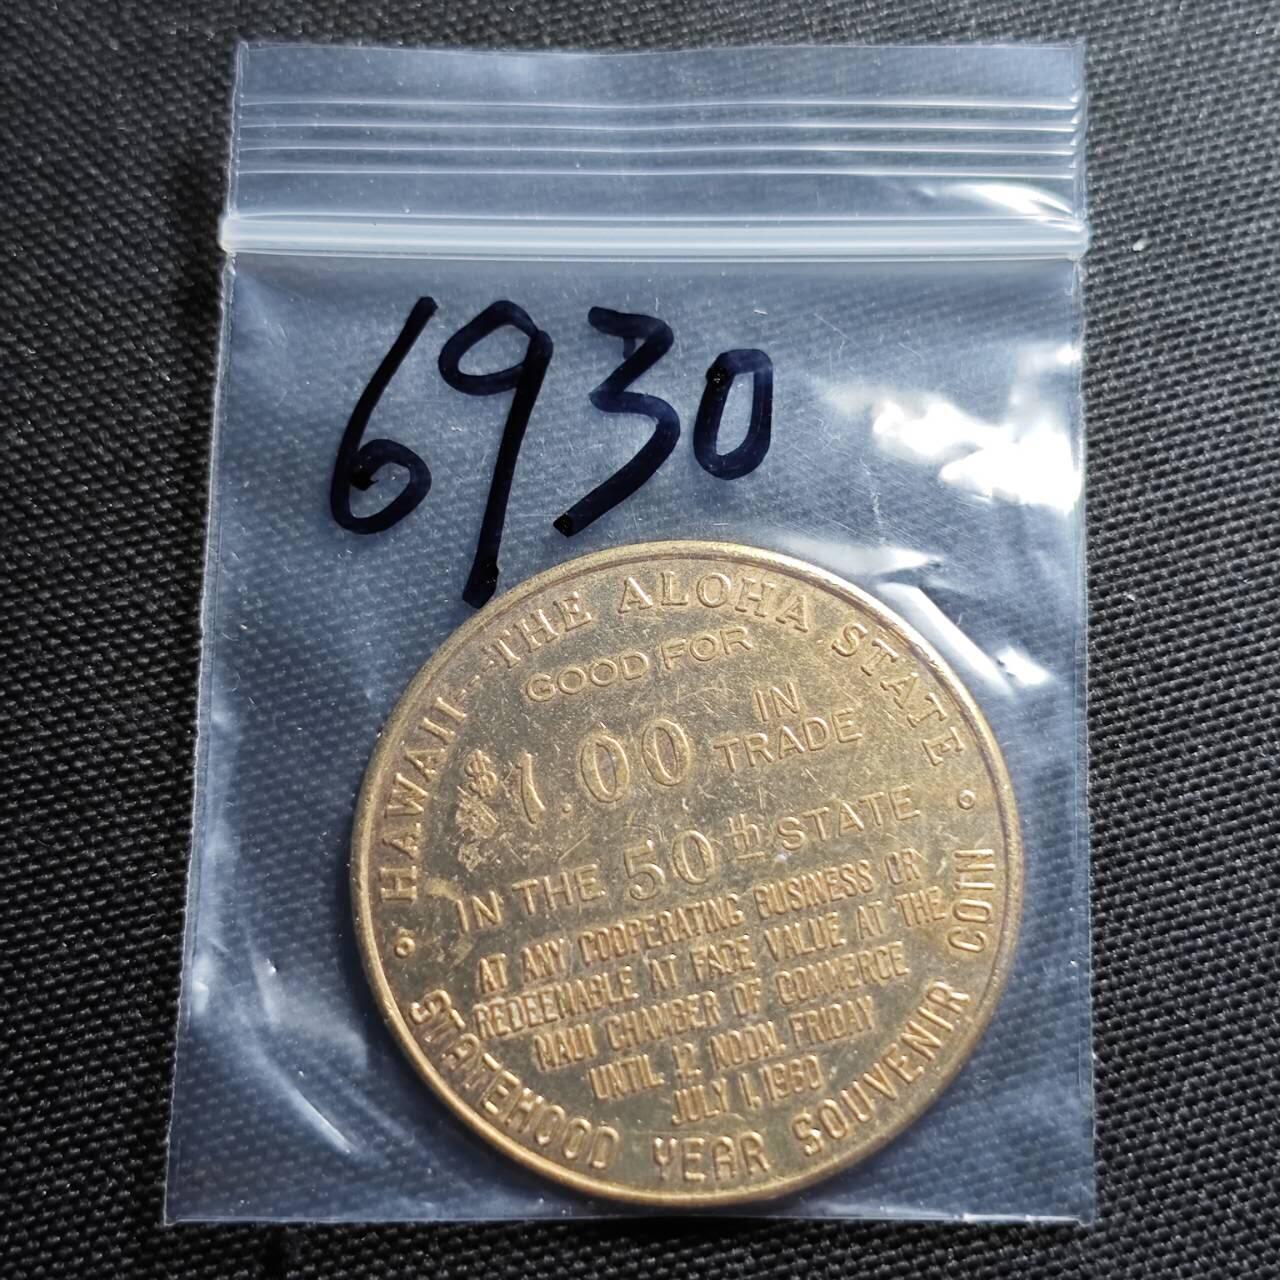 6930
HAWAII--THE ALOHA STATE
GOOD FOR
$1.00 IN TRADE
IN THE 50th STATE
AT ANY COOPERATING BUSINESS OR
REDEEMABLE AT FACE VALUE AT THE
MAUI CHAMBER OF COMMERCE
UNTIL 12 NOON, FRIDAY
JULY 1, 1960
STATEHOOD YEAR SOUVENIR COIN